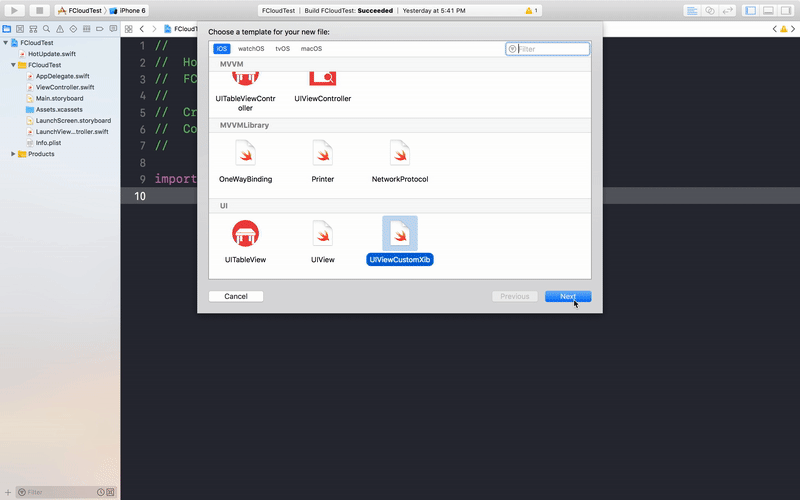 FCloudTest
iPhone 6
FCloudTest | Build FCloudTest: Succeeded | Yesterday at 5:41 PM
1
FCloudTest
HotUpdate.swift
FCloudTest
AppDelegate.swift
ViewController.swift
Main.storyboard
Assets.xcassets
LaunchScreen.storyboard
LaunchView...troller.swift
Info.plist
Products
Filter
1 //
2 // Ho
3 // FC
4 //
5 // Cr
6 // Co
7 //
8
9 import
10
Choose a template for your new file:
iOS watchOS tvOS macOS
Filter
MVVM
UITableViewContr
oller
UIViewController
MVVMLibrary
OneWayBinding
Printer
NetworkProtocol
UI
UITableView
UIView
UIViewCustomXib
Cancel
Previous
Next